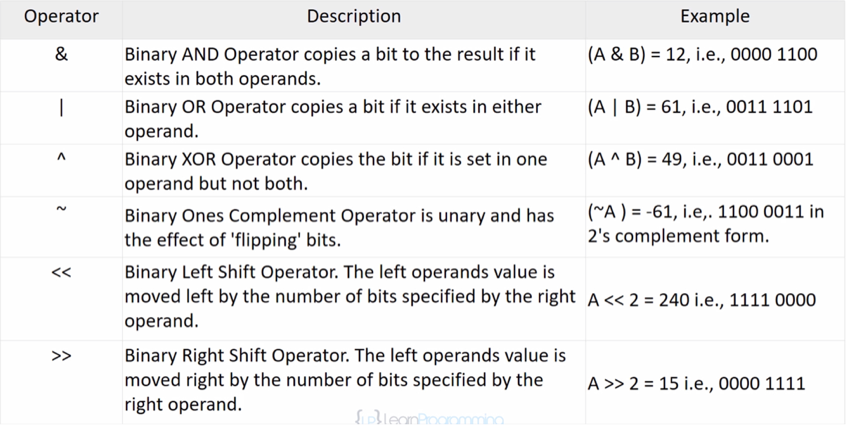 Operator Description Example
& Binary AND Operator copies a bit to the result if it (A & B) = 12, i.e., 0000 1100
exists in both operands.
| Binary OR Operator copies a bit if it exists in either (A | B) = 61, i.e., 0011 1101
operand.
^ Binary XOR Operator copies the bit if it is set in one (A ^ B) = 49, i.e., 0011 0001
operand but not both.
~ Binary Ones Complement Operator is unary and has (~A ) = -61, i.e,. 1100 0011 in
the effect of 'flipping' bits. 2's complement form.
<< Binary Left Shift Operator. The left operands value is
moved left by the number of bits specified by the right A << 2 = 240 i.e., 1111 0000
operand.
>> Binary Right Shift Operator. The left operands value is
moved right by the number of bits specified by the A >> 2 = 15 i.e., 0000 1111
right operand.
{LP} LearnProgramming